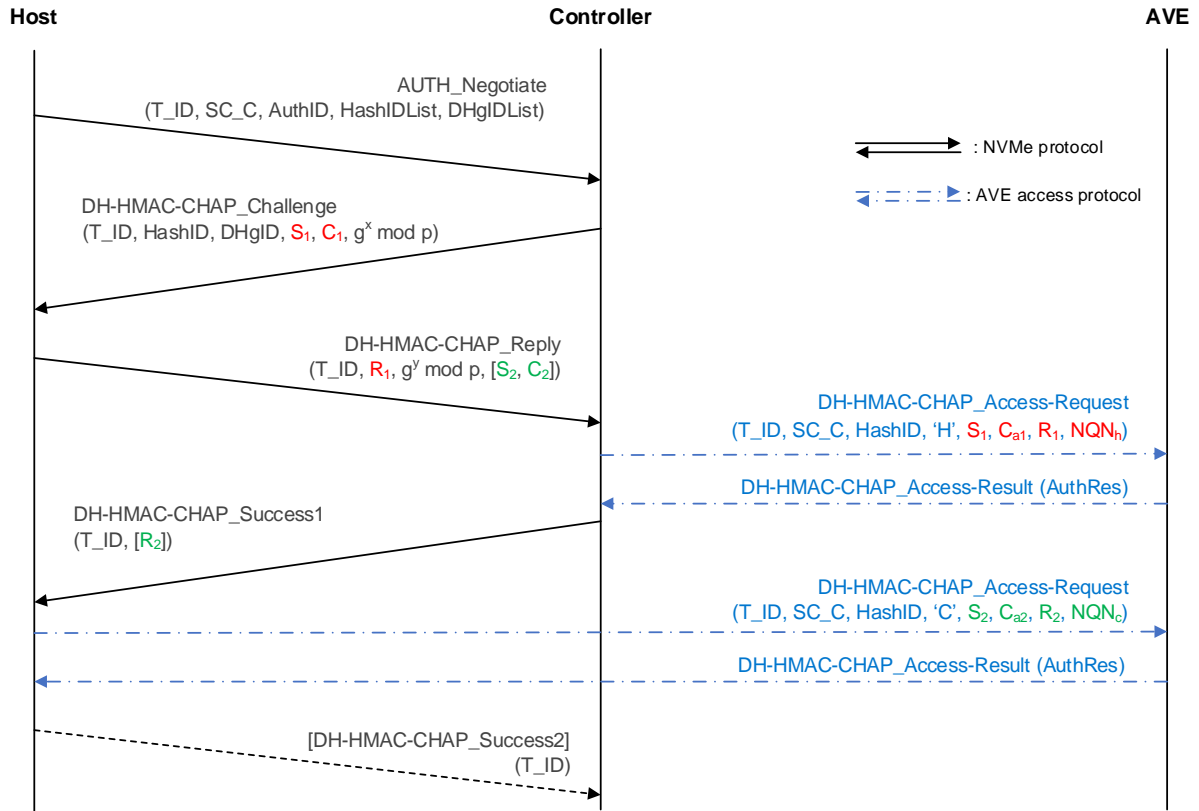 Host
Controller
AVE
AUTH_Negotiate
(T_ID, SC_C, AuthID, HashIDList, DHgIDList)
: NVMe protocol
: AVE access protocol
DH-HMAC-CHAP_Challenge
(T_ID, HashID, DHgID, S₁, C₁, gˣ mod p)
DH-HMAC-CHAP_Reply
(T_ID, R₁, gʸ mod p, [S₂, C₂])
DH-HMAC-CHAP_Access-Request
(T_ID, SC_C, HashID, ‘H’, S₁, Cₐ₁, R₁, NQNₕ)
DH-HMAC-CHAP_Access-Result (AuthRes)
DH-HMAC-CHAP_Success1
(T_ID, [R₂])
DH-HMAC-CHAP_Access-Request
(T_ID, SC_C, HashID, ‘C’, S₂, Cₐ₂, R₂, NQN_c)
DH-HMAC-CHAP_Access-Result (AuthRes)
[DH-HMAC-CHAP_Success2]
(T_ID)